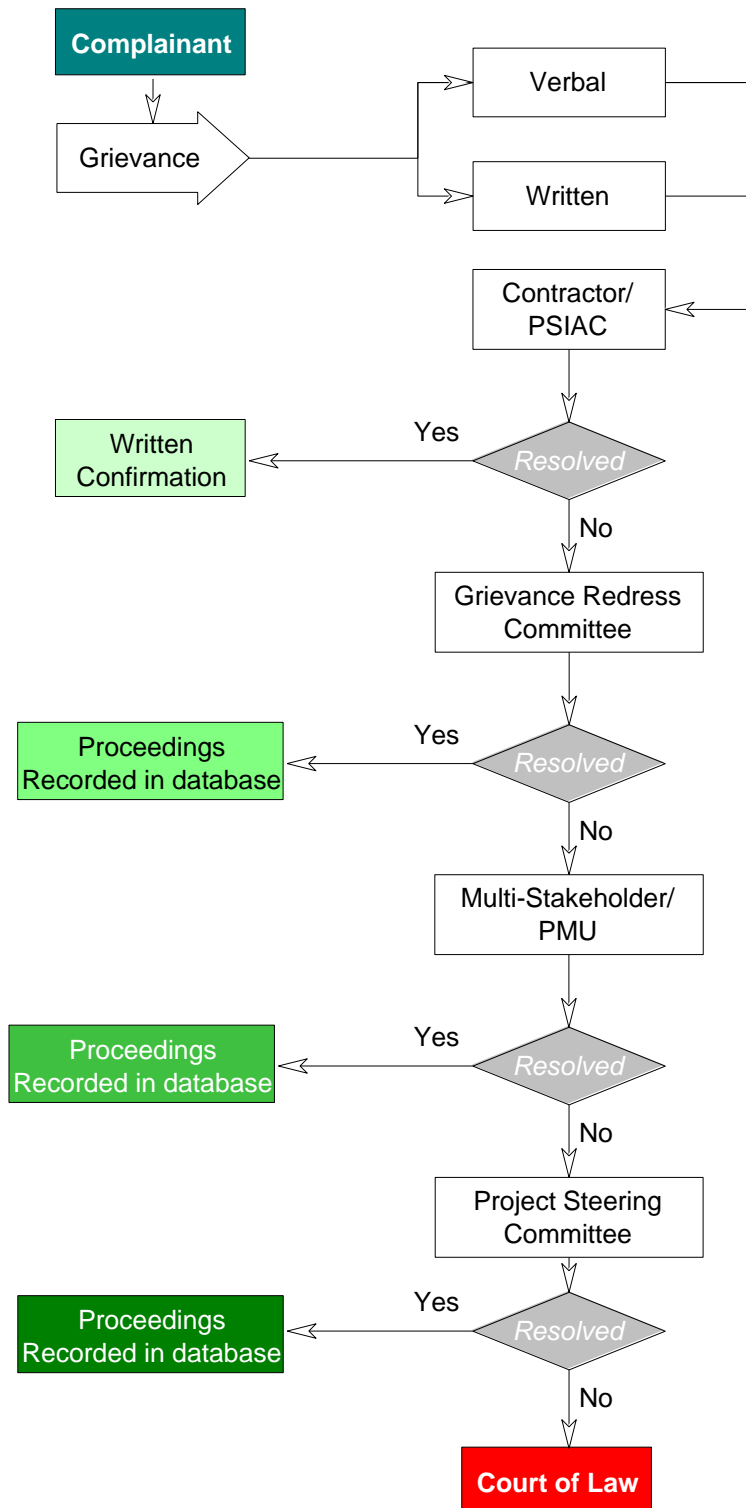 Complainant
Verbal
Grievance
Written
Contractor/
PSIAC
Yes
Resolved
Written
Confirmation
No
Grievance Redress
Committee
Yes
Resolved
Proceedings
Recorded in database
No
Multi-Stakeholder/
PMU
Yes
Resolved
Proceedings
Recorded in database
No
Project Steering
Committee
Yes
Resolved
Proceedings
Recorded in database
No
Court of Law